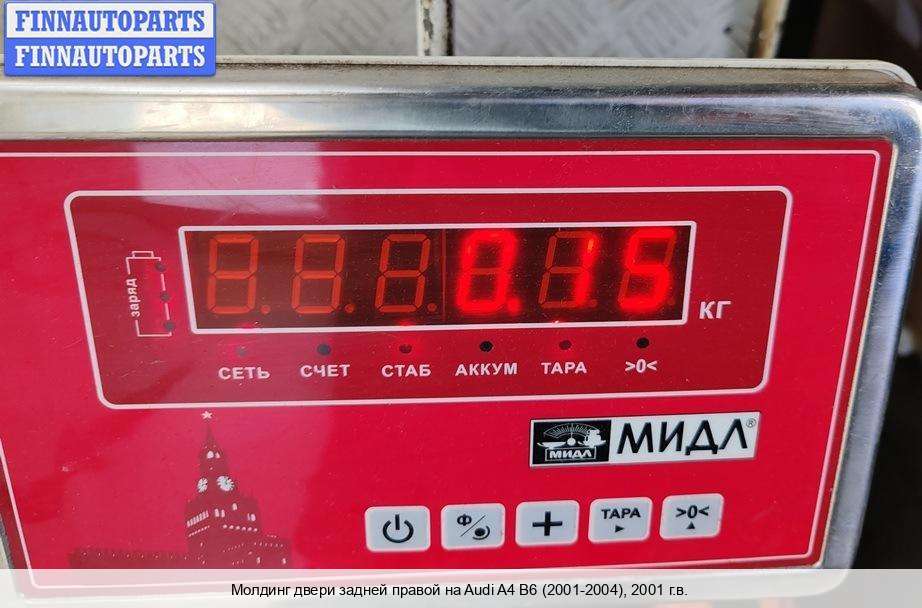 FINNAUTOPARTS
FINNAUTOPARTS
заряд
0.15
КГ
СЕТЬ СЧЕТ СТАБ АККУМ ТАРА >0<
МИДЛ МИДЛ®
Ф + ТАРА >0<
Молдинг двери задней правой на Audi A4 B6 (2001-2004), 2001 г.в.